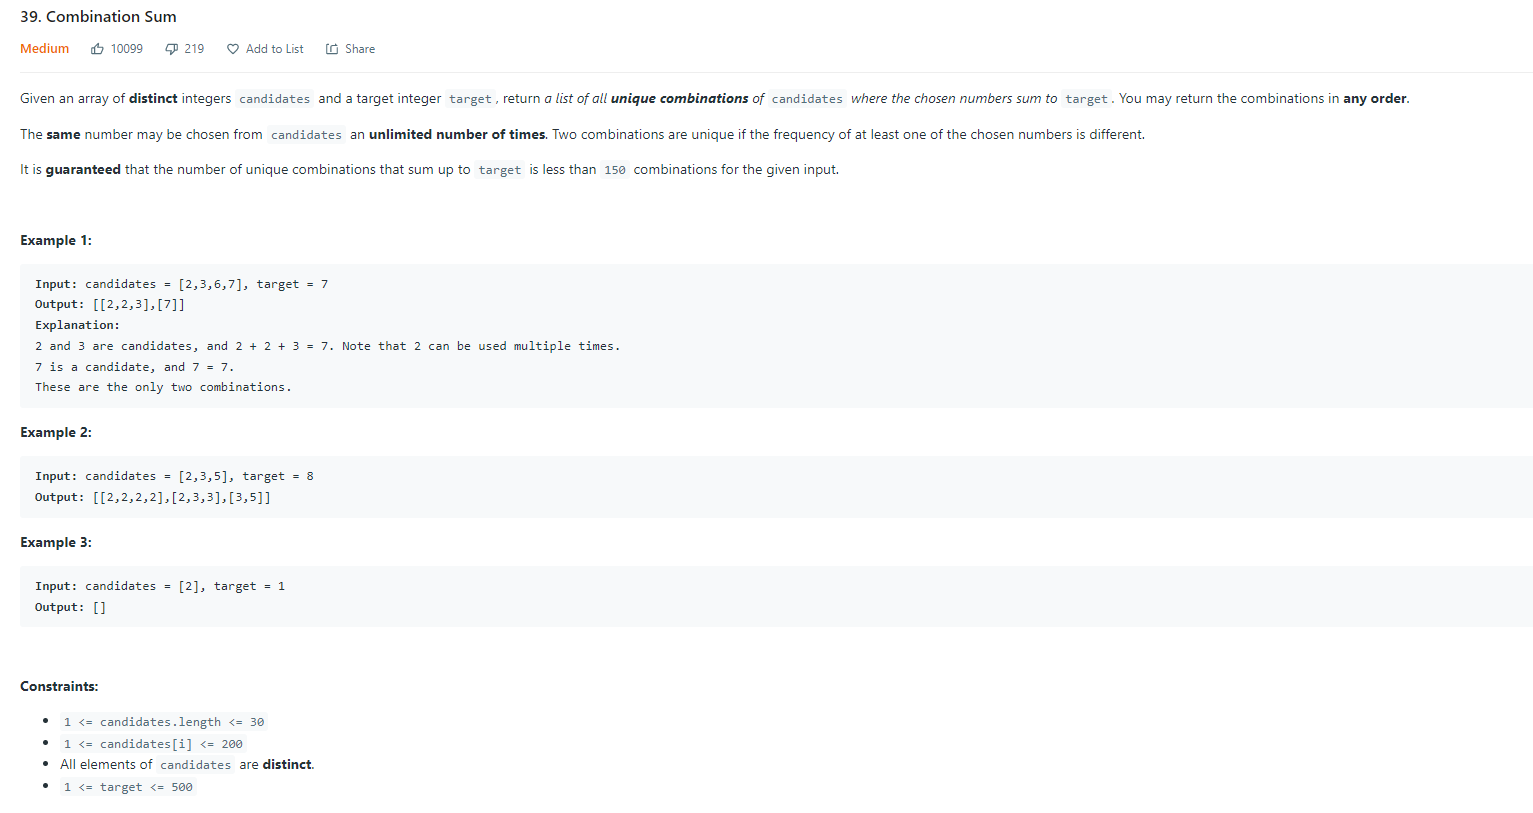 39. Combination Sum
Medium 10099 219 Add to List Share
Given an array of distinct integers candidates and a target integer target, return a list of all unique combinations of candidates where the chosen numbers sum to target. You may return the combinations in any order.
The same number may be chosen from candidates an unlimited number of times. Two combinations are unique if the frequency of at least one of the chosen numbers is different.
It is guaranteed that the number of unique combinations that sum up to target is less than 150 combinations for the given input.
Example 1:
Input: candidates = [2,3,6,7], target = 7
Output: [[2,2,3],[7]]
Explanation:
2 and 3 are candidates, and 2 + 2 + 3 = 7. Note that 2 can be used multiple times.
7 is a candidate, and 7 = 7.
These are the only two combinations.
Example 2:
Input: candidates = [2,3,5], target = 8
Output: [[2,2,2,2],[2,3,3],[3,5]]
Example 3:
Input: candidates = [2], target = 1
Output: []
Constraints:
• 1 <= candidates.length <= 30
• 1 <= candidates[i] <= 200
• All elements of candidates are distinct.
• 1 <= target <= 500